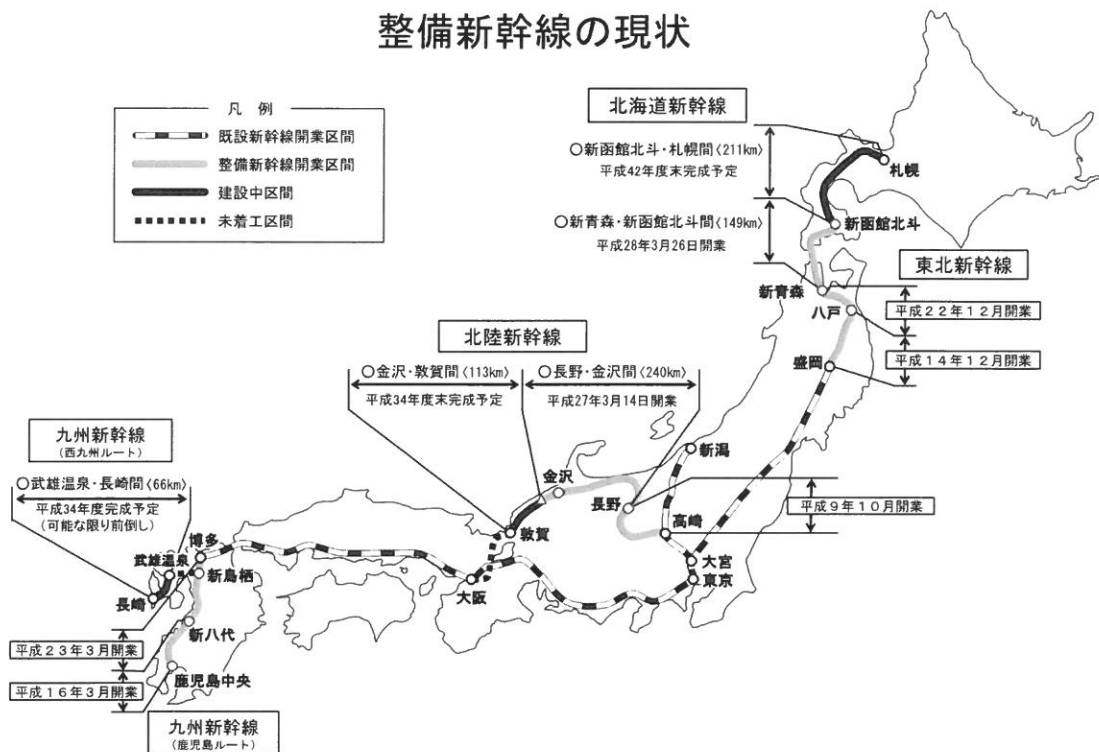 整備新幹線の現状
凡 例
既設新幹線開業区間
整備新幹線開業区間
建設中区間
未着工区間
北海道新幹線
○新函館北斗・札幌間〈211km〉
平成42年度末完成予定
札幌
○新青森・新函館北斗間〈149km〉
平成28年3月26日開業
新函館北斗
東北新幹線
新青森
平成22年12月開業
八戸
平成14年12月開業
盛岡
北陸新幹線
○金沢・敦賀間〈113km〉
平成34年度末完成予定
○長野・金沢間〈240km〉
平成27年3月14日開業
新潟
金沢
長野
平成9年10月開業
高崎
敦賀
大宮
東京
大阪
九州新幹線
(西九州ルート)
○武雄温泉・長崎間〈66km〉
平成34年度完成予定
(可能な限り前倒し)
博多
武雄温泉
新鳥栖
長崎
新八代
平成23年3月開業
鹿児島中央
平成16年3月開業
九州新幹線
(鹿児島ルート)